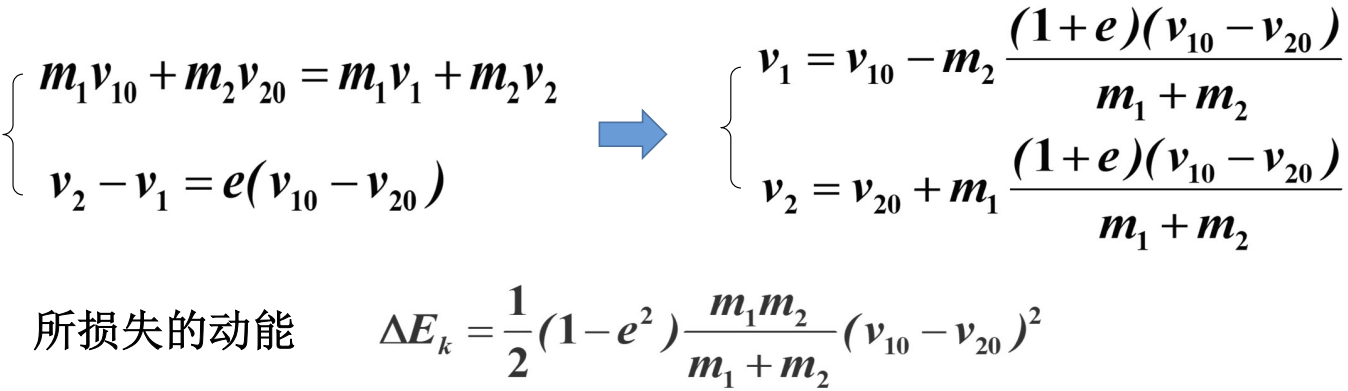 m₁v₁₀ + m₂v₂₀ = m₁v₁ + m₂v₂
v₂ − v₁ = e(v₁₀ − v₂₀)
v₁ = v₁₀ − m₂ (1+e)(v₁₀ − v₂₀) / (m₁ + m₂)
v₂ = v₂₀ + m₁ (1+e)(v₁₀ − v₂₀) / (m₁ + m₂)
所损失的动能 ΔEₖ = 1/2 (1−e²) m₁m₂ / (m₁ + m₂) (v₁₀ − v₂₀)²